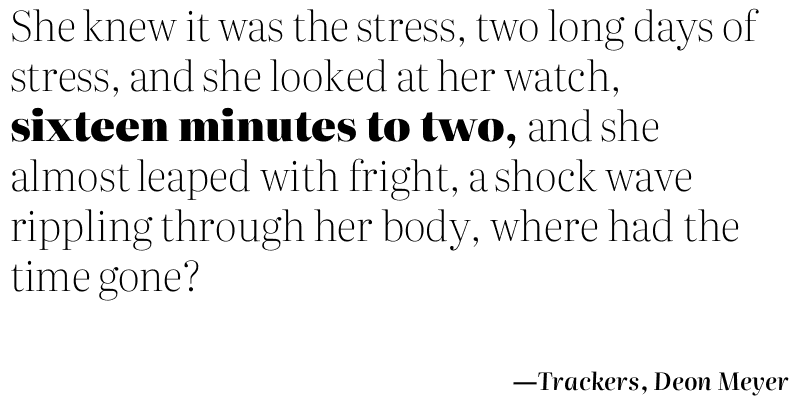 She knew it was the stress, two long days of
stress, and she looked at her watch,
sixteen minutes to two, and she
almost leaped with fright, a shock wave
rippling through her body, where had the
time gone?
—Trackers, Deon Meyer